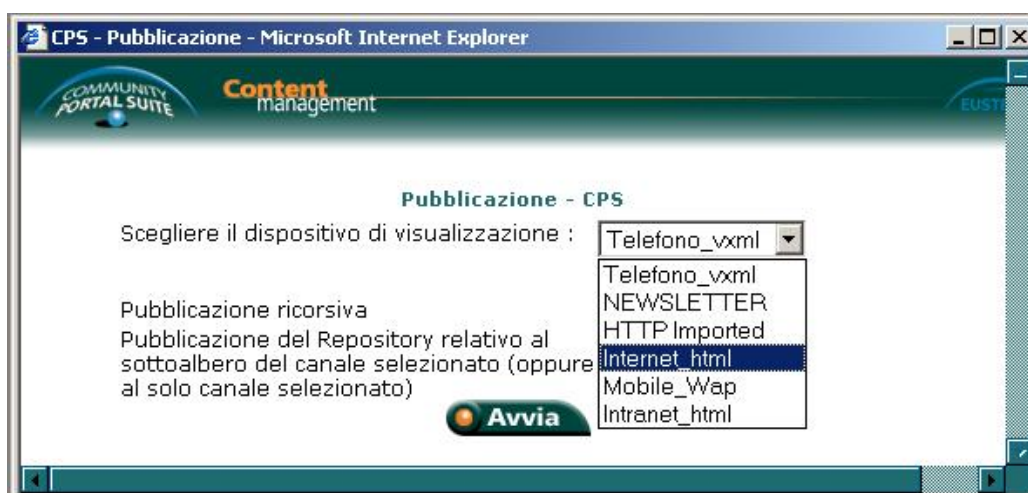 CPS - Pubblicazione - Microsoft Internet Explorer
COMMUNITY
PORTAL SUITE
Content
management
EUSTE
Pubblicazione - CPS
Scegliere il dispositivo di visualizzazione :
Telefono_vxml
Telefono_vxml
NEWSLETTER
HTTP Imported
Internet_html
Mobile_Wap
Intranet_html
Pubblicazione ricorsiva
Pubblicazione del Repository relativo al
sottoalbero del canale selezionato (oppure
al solo canale selezionato)
Avvia